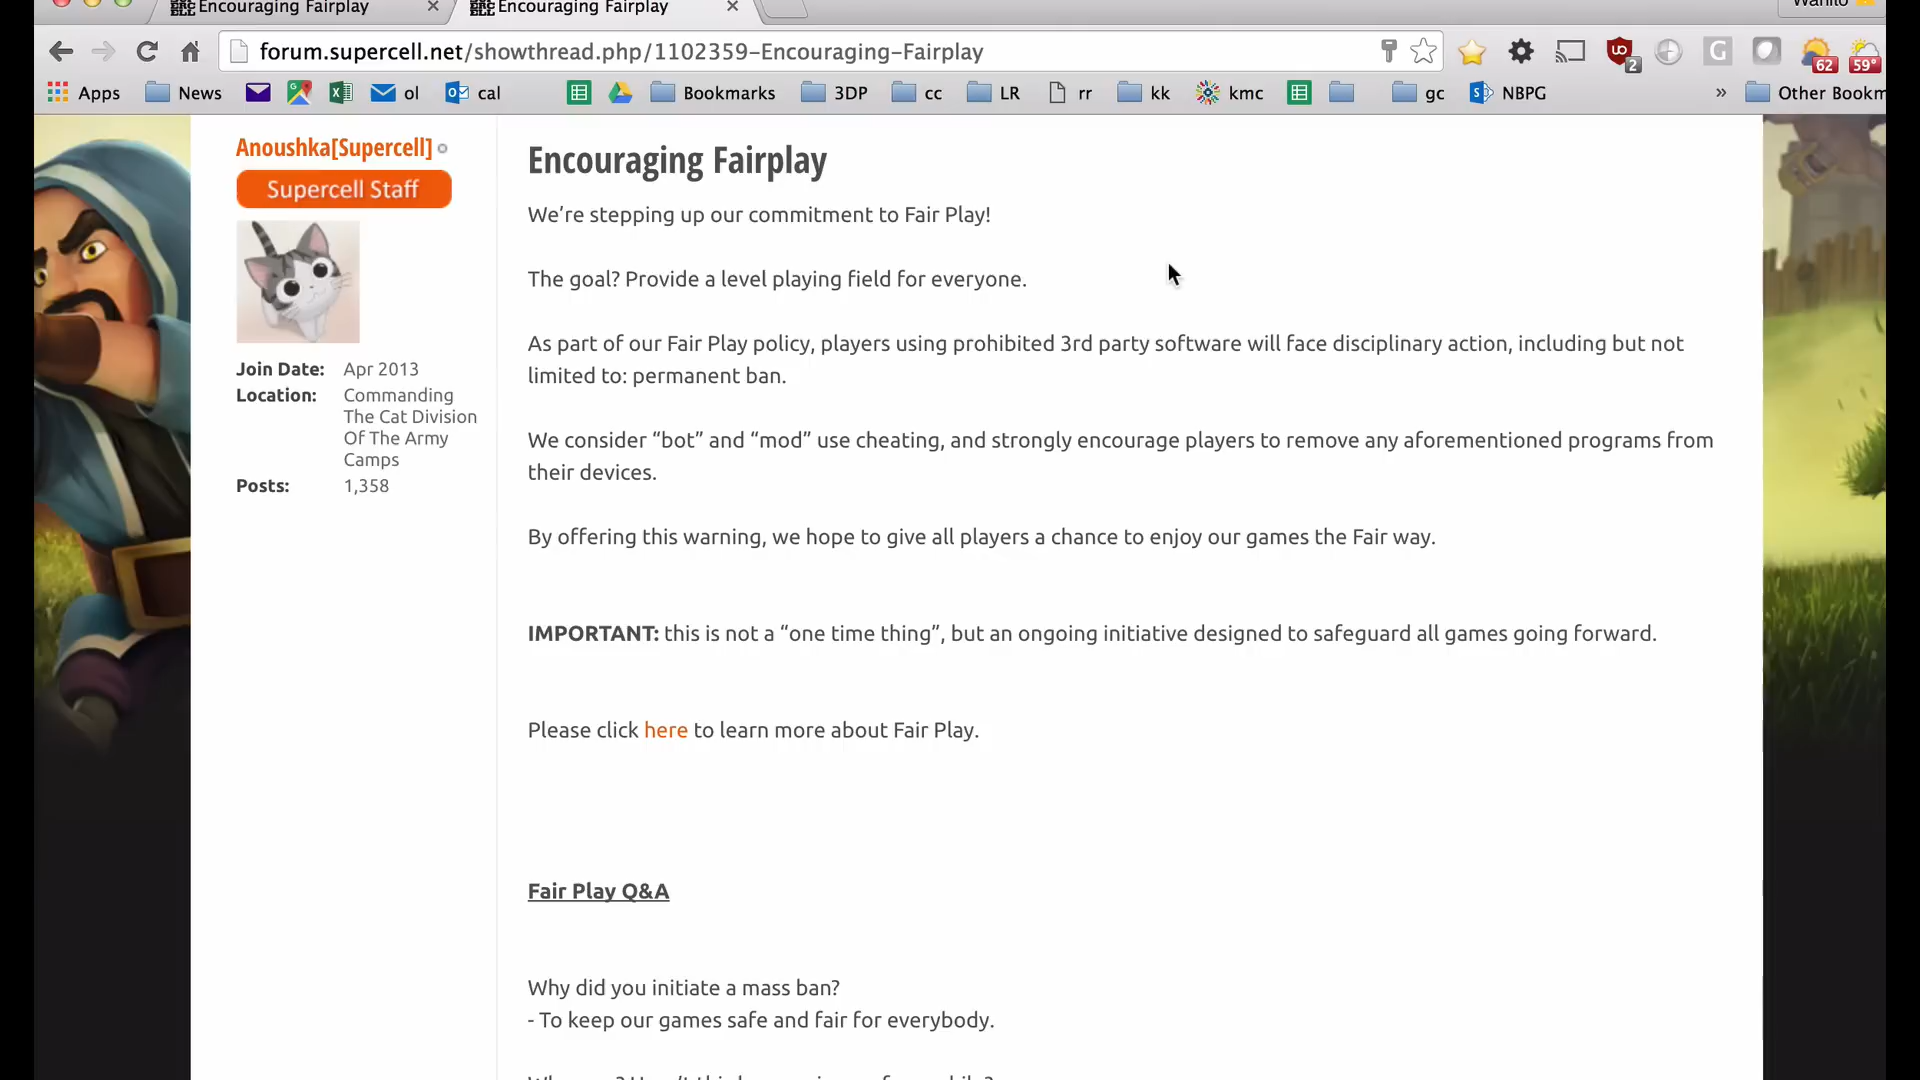 Encouraging Fairplay
Encouraging Fairplay
forum.supercell.net/showthread.php/1102359-Encouraging-Fairplay
2
G
62
59°
Apps
News
ol
cal
Bookmarks
3DP
cc
LR
rr
kk
kmc
gc
NBPG
»
Other Bookm
Anoushka[Supercell]
Supercell Staff
Join Date: Apr 2013
Location: Commanding
The Cat Division
Of The Army
Camps
Posts: 1,358
Encouraging Fairplay
We’re stepping up our commitment to Fair Play!
The goal? Provide a level playing field for everyone.
As part of our Fair Play policy, players using prohibited 3rd party software will face disciplinary action, including but not
limited to: permanent ban.
We consider “bot” and “mod” use cheating, and strongly encourage players to remove any aforementioned programs from
their devices.
By offering this warning, we hope to give all players a chance to enjoy our games the Fair way.
IMPORTANT: this is not a “one time thing”, but an ongoing initiative designed to safeguard all games going forward.
Please click here to learn more about Fair Play.
Fair Play Q&A
Why did you initiate a mass ban?
- To keep our games safe and fair for everybody.